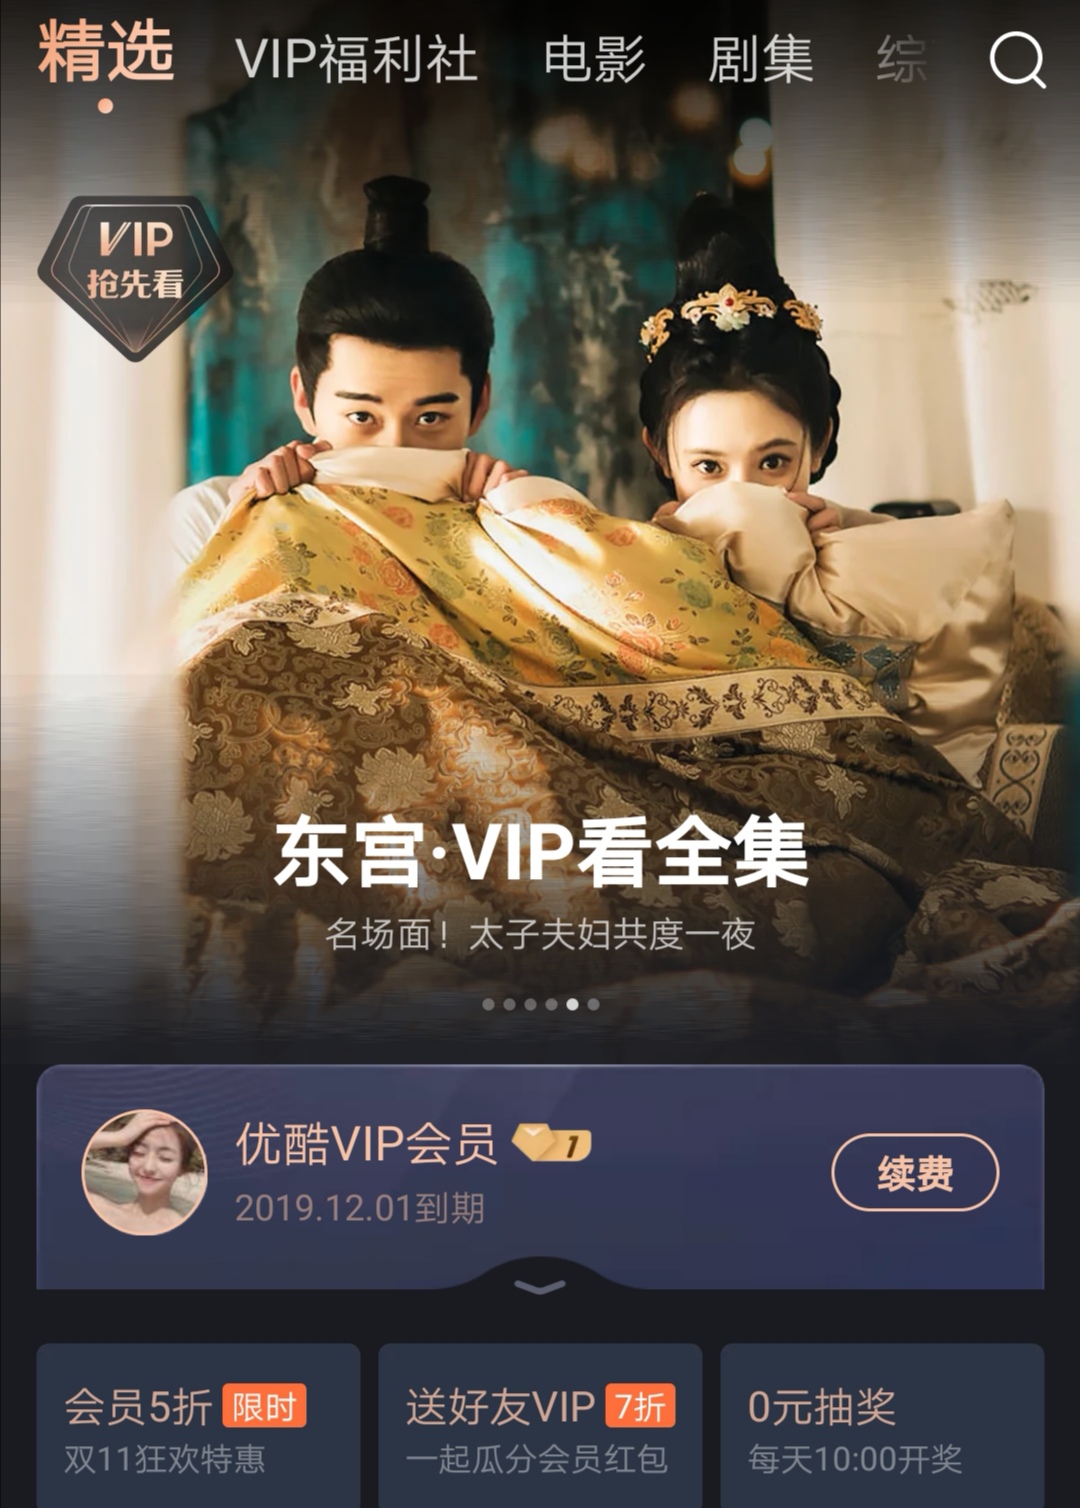 精选 VIP福利社 电影 剧集 综
VIP
抢先看
东宫·VIP看全集
名场面！太子夫妇共度一夜
优酷VIP会员 1
2019.12.01到期
续费
会员5折 限时
双11狂欢特惠
送好友VIP 7折
一起瓜分会员红包
0元抽奖
每天10:00开奖